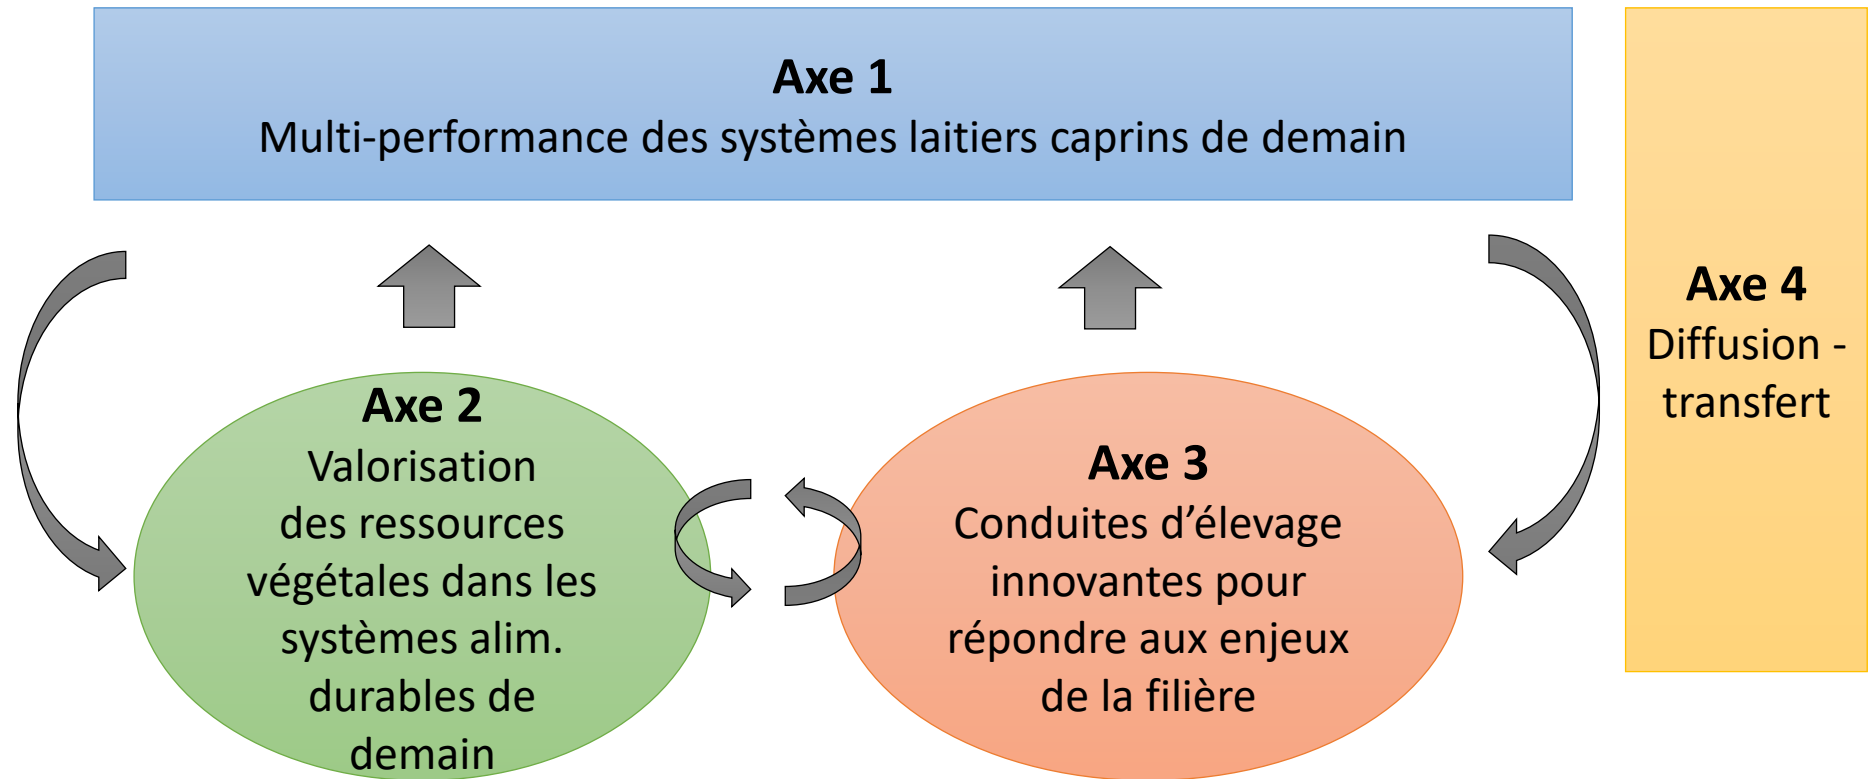 Axe 1
Multi-performance des systèmes laitiers caprins de demain
Axe 2
Valorisation
des ressources
végétales dans les
systèmes alim.
durables de
demain
Axe 3
Conduites d’élevage
innovantes pour
répondre aux enjeux
de la filière
Axe 4
Diffusion -
transfert